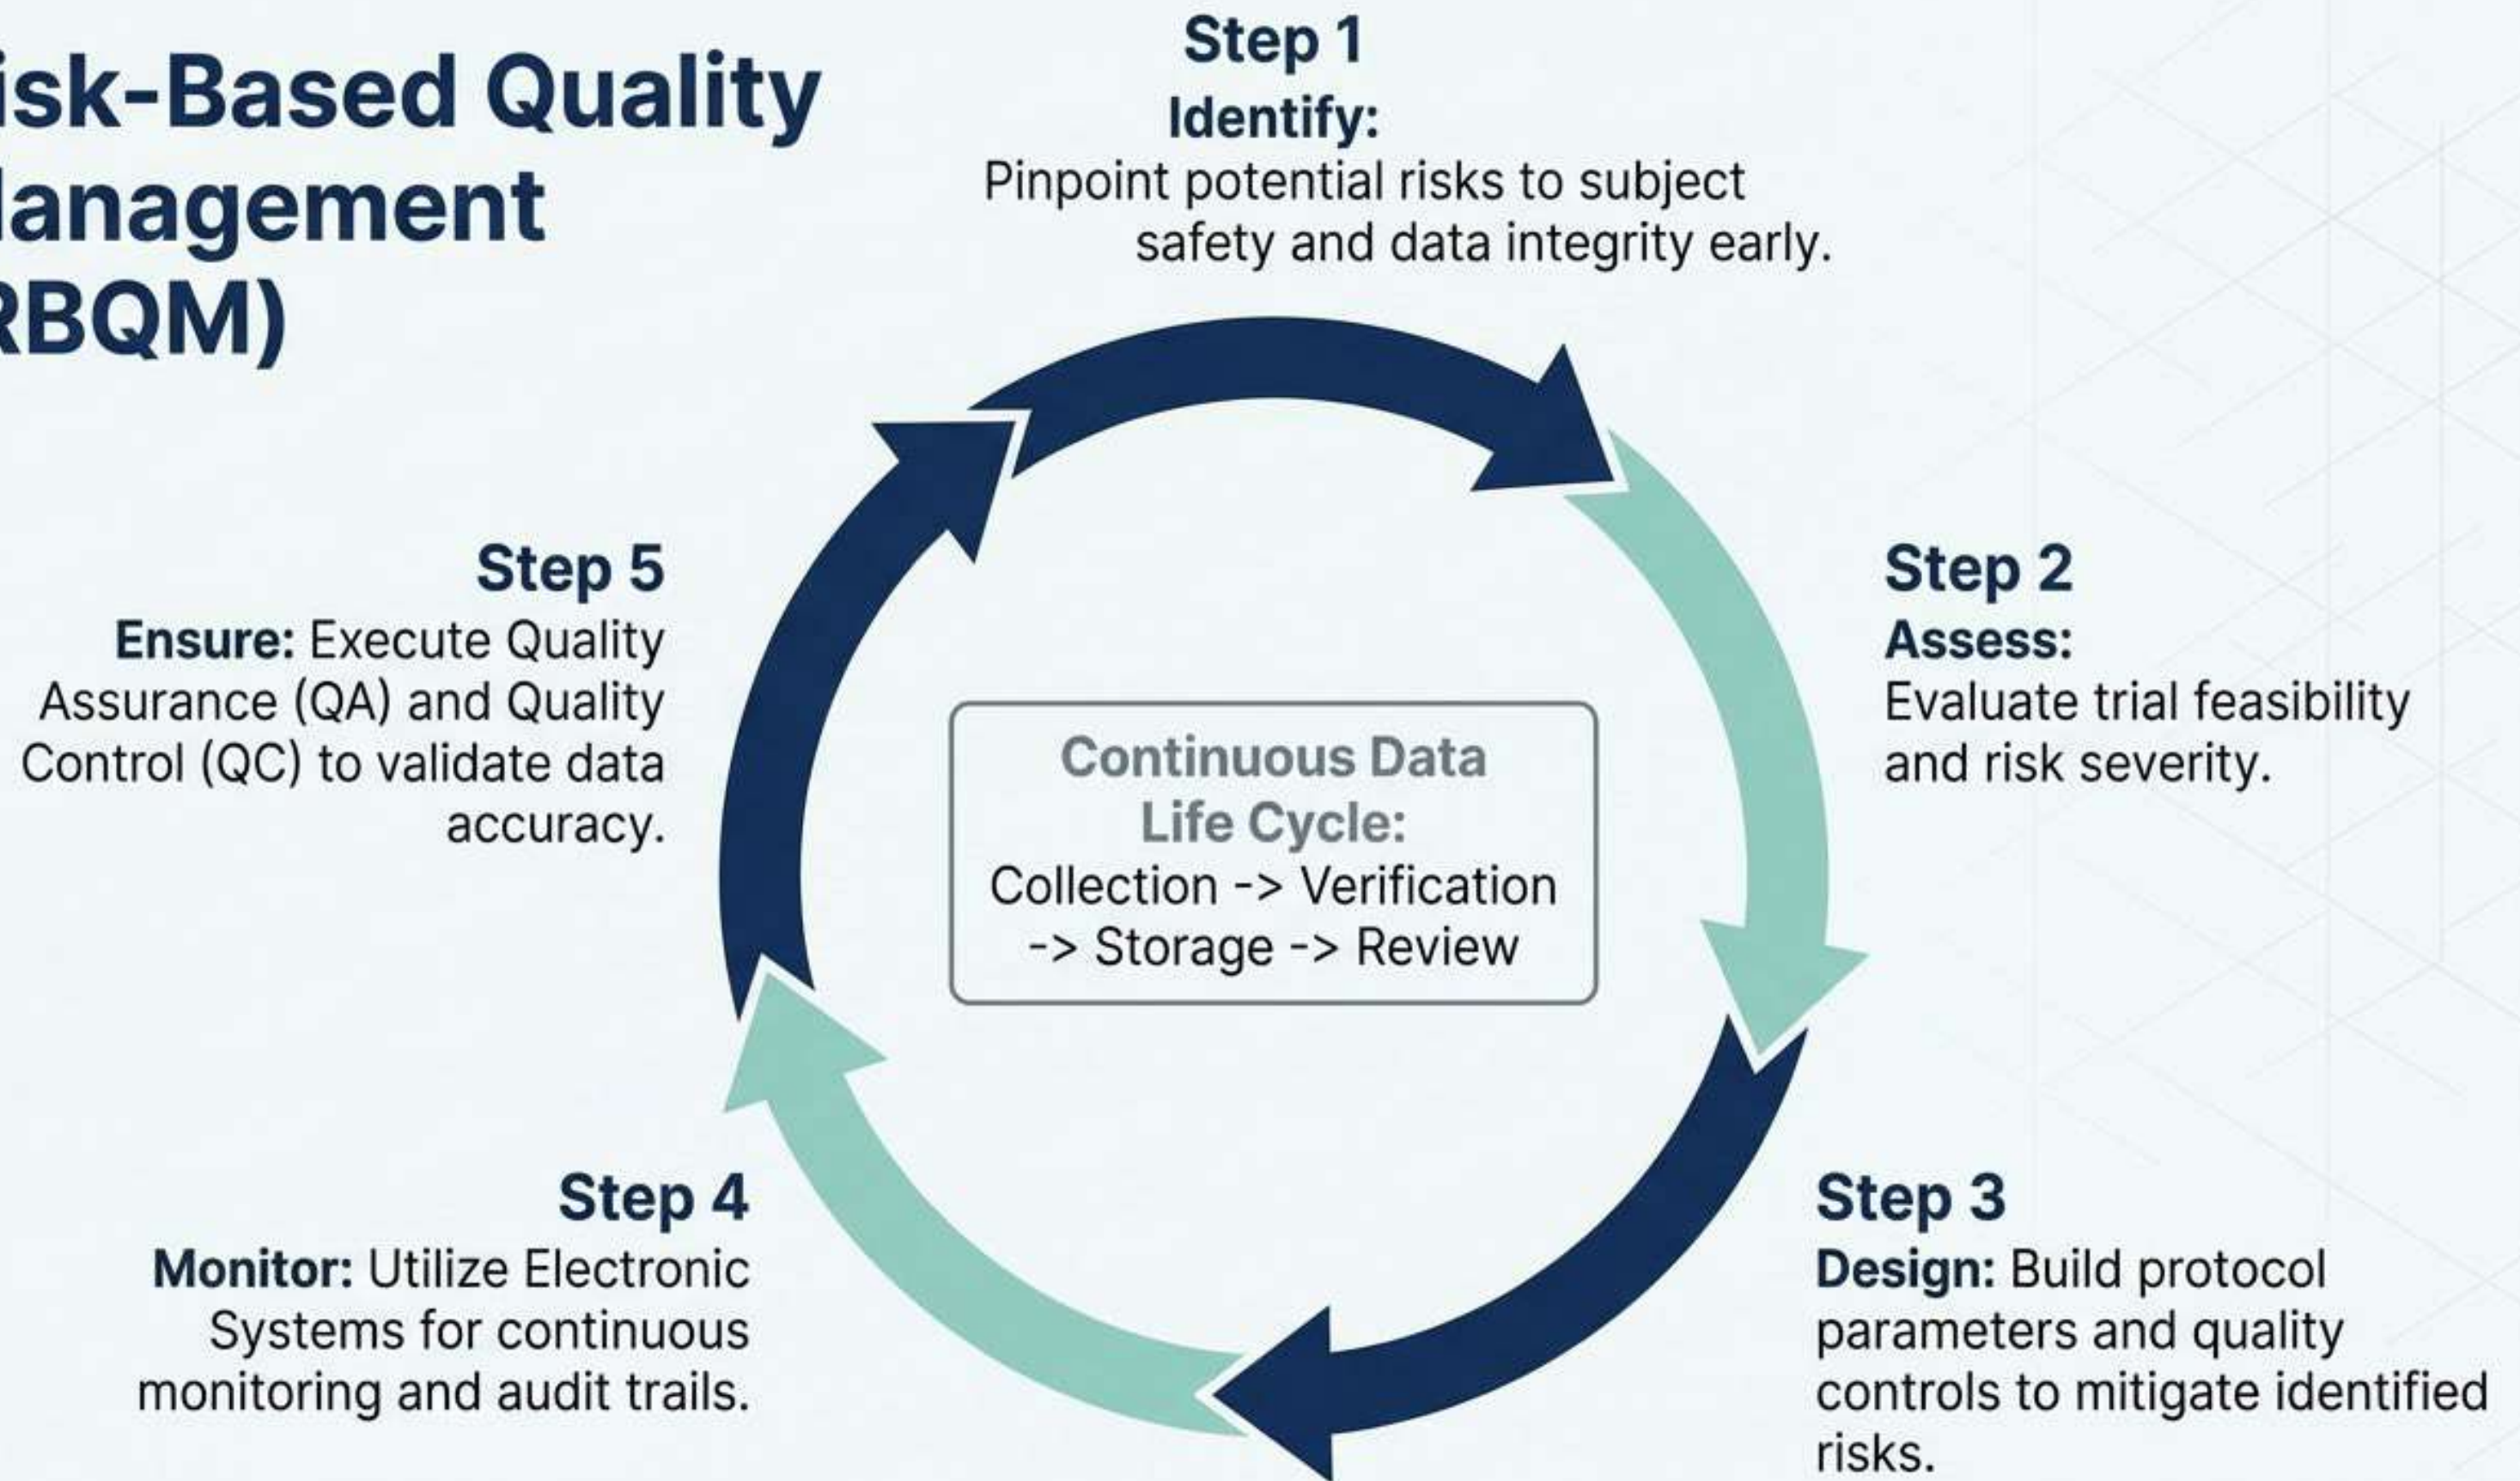 isk-Based Quality
anagement
RBQM)
Step 1
Identify:
Pinpoint potential risks to subject
safety and data integrity early.
Step 2
Assess:
Evaluate trial feasibility
and risk severity.
Step 3
Design: Build protocol
parameters and quality
controls to mitigate identified
risks.
Step 4
Monitor: Utilize Electronic
Systems for continuous
monitoring and audit trails.
Step 5
Ensure: Execute Quality
Assurance (QA) and Quality
Control (QC) to validate data
accuracy.
Continuous Data
Life Cycle:
Collection -> Verification
-> Storage -> Review